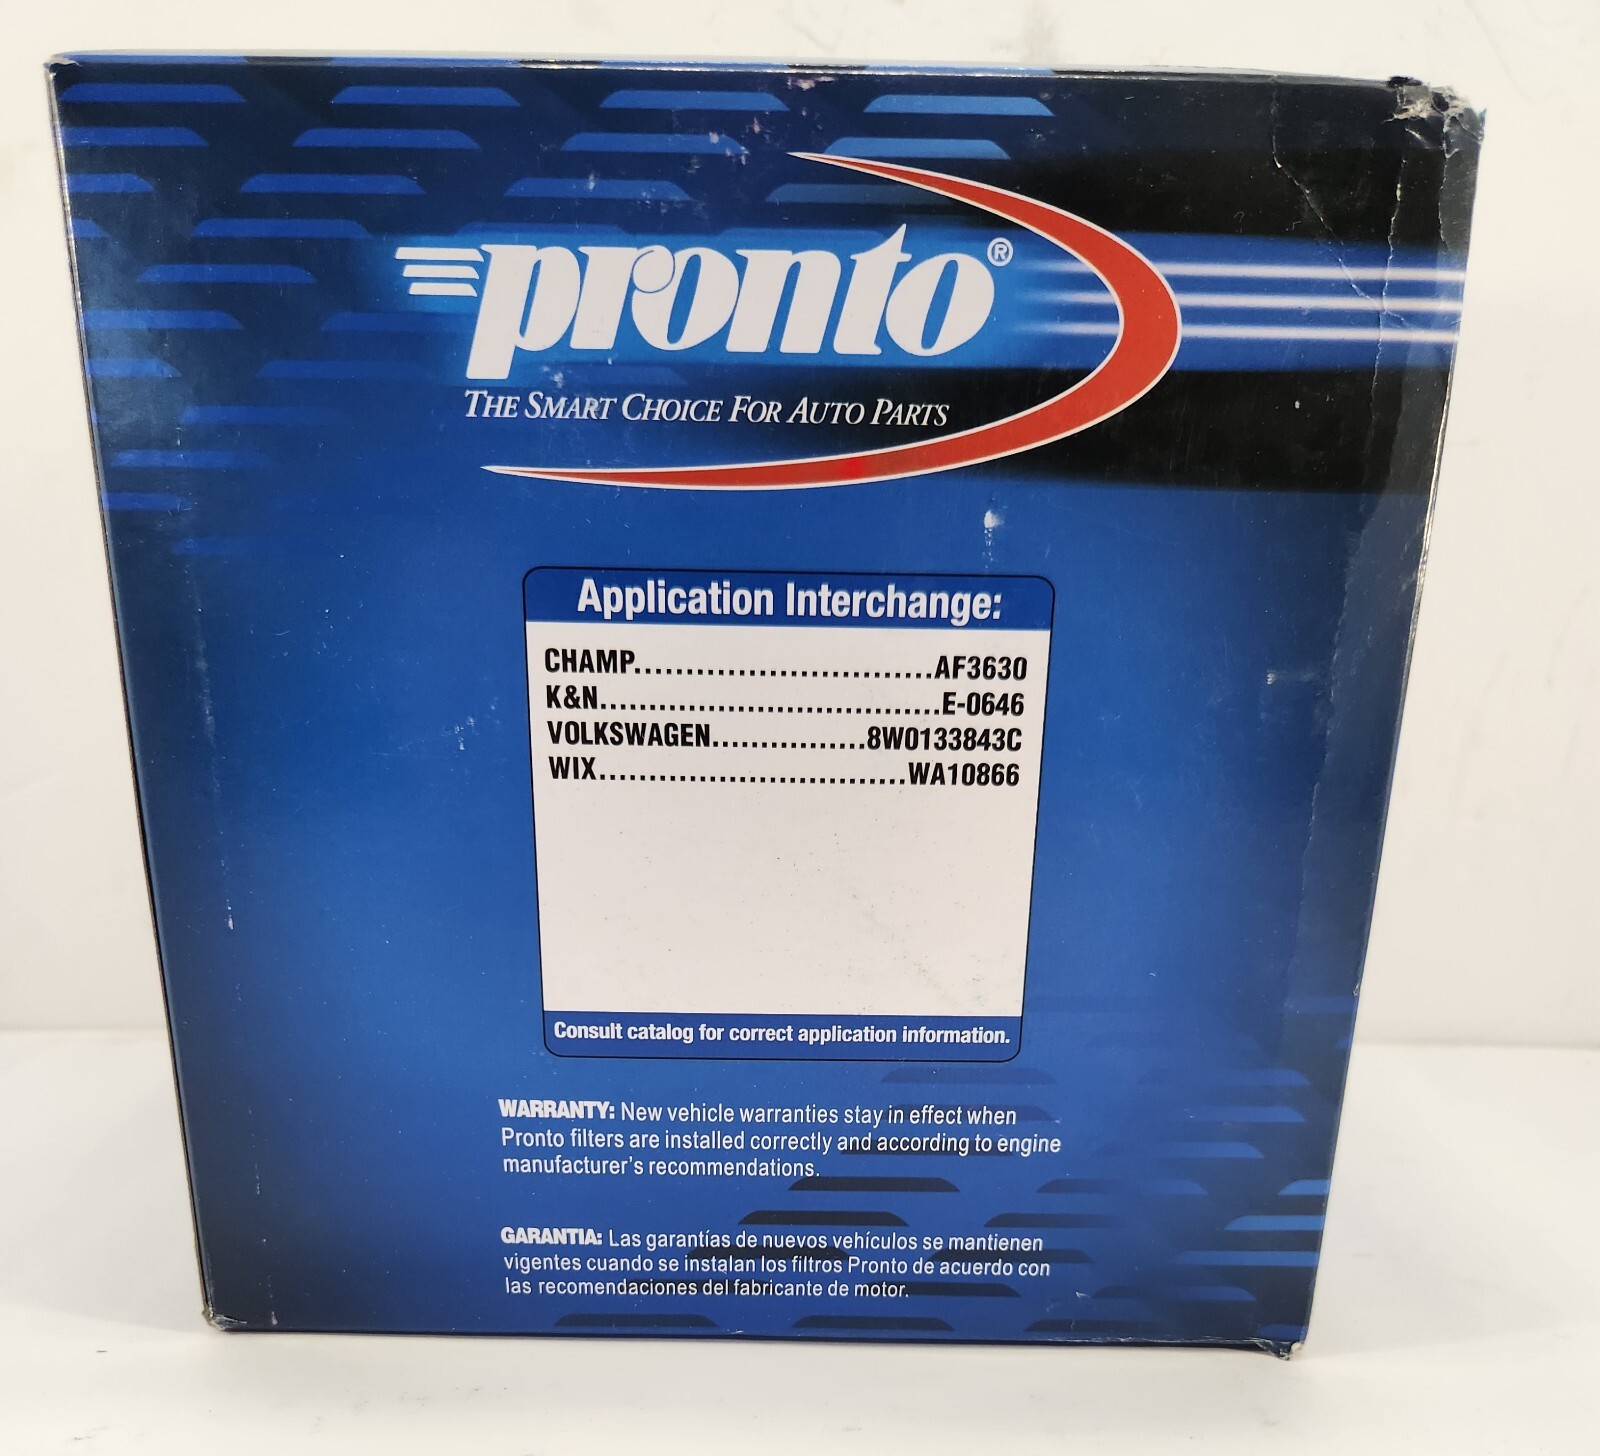 pronto®
THE SMART CHOICE FOR AUTO PARTS
Application Interchange:
CHAMP.............................AF3630
K&N..................................E-0646
VOLKSWAGEN................8W0133843C
WIX...............................WA10866
Consult catalog for correct application information.
WARRANTY: New vehicle warranties stay in effect when
Pronto filters are installed correctly and according to engine
manufacturer's recommendations.
GARANTIA: Las garantías de nuevos vehículos se mantienen
vigentes cuando se instalan los filtros Pronto de acuerdo con
las recomendaciones del fabricante de motor.